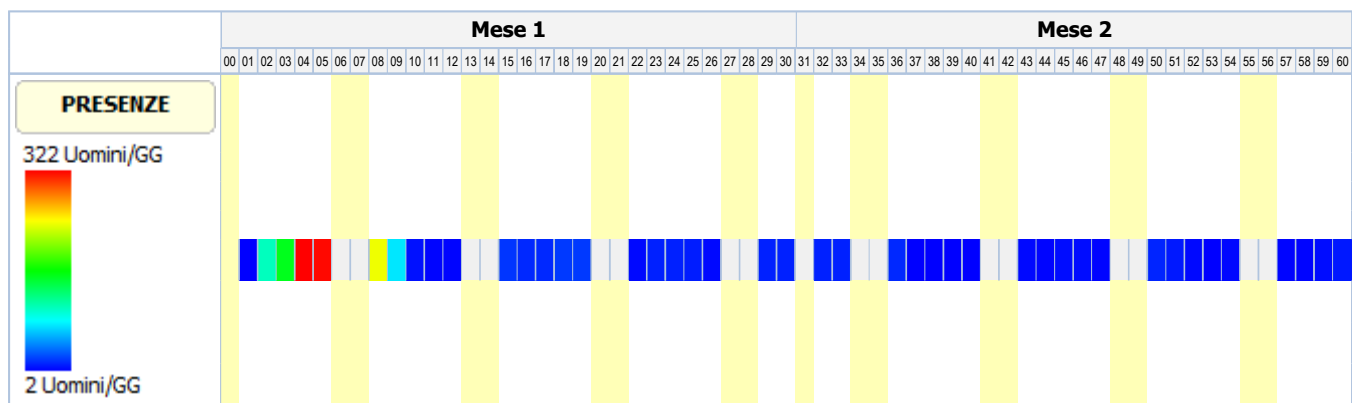 Mese 1 Mese 2
00 01 02 03 04 05 06 07 08 09 10 11 12 13 14 15 16 17 18 19 20 21 22 23 24 25 26 27 28 29 30 31 32 33 34 35 36 37 38 39 40 41 42 43 44 45 46 47 48 49 50 51 52 53 54 55 56 57 58 59 60
PRESENZE
322 Uomini/GG
2 Uomini/GG